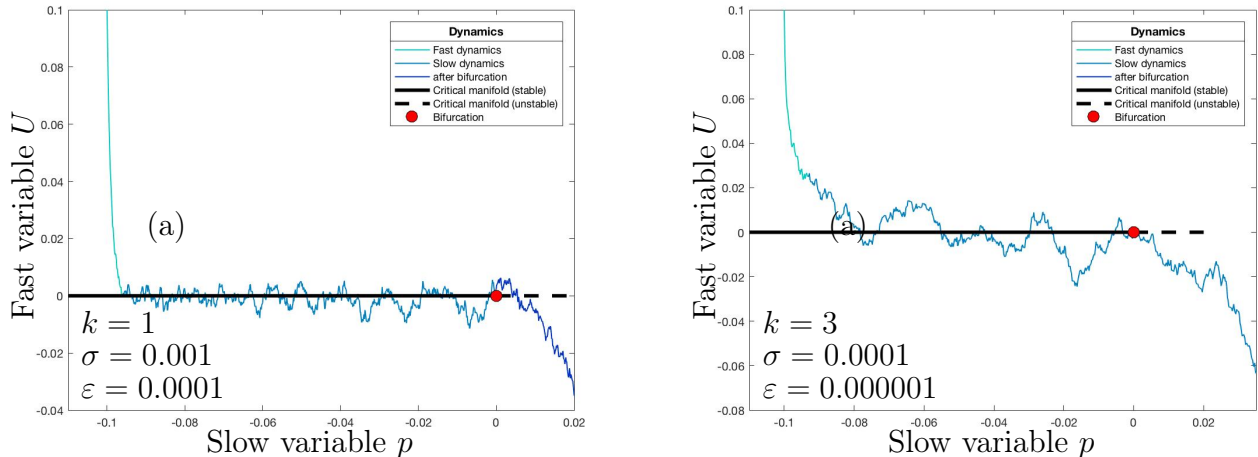 0.1
0.08
0.06
0.04
0.02
0
-0.02
-0.04
Fast variable U
Dynamics
Fast dynamics
Slow dynamics
after bifurcation
Critical manifold (stable)
Critical manifold (unstable)
Bifurcation
(a)
k = 1
σ = 0.001
ε = 0.0001
-0.1 -0.08 -0.06 -0.04 -0.02 0 0.02
Slow variable p
0.1
0.08
0.06
0.04
0.02
0
-0.02
-0.04
-0.06
-0.08
Fast variable U
Dynamics
Fast dynamics
Slow dynamics
after bifurcation
Critical manifold (stable)
Critical manifold (unstable)
Bifurcation
(a)
k = 3
σ = 0.0001
ε = 0.000001
-0.1 -0.08 -0.06 -0.04 -0.02 0 0.02
Slow variable p